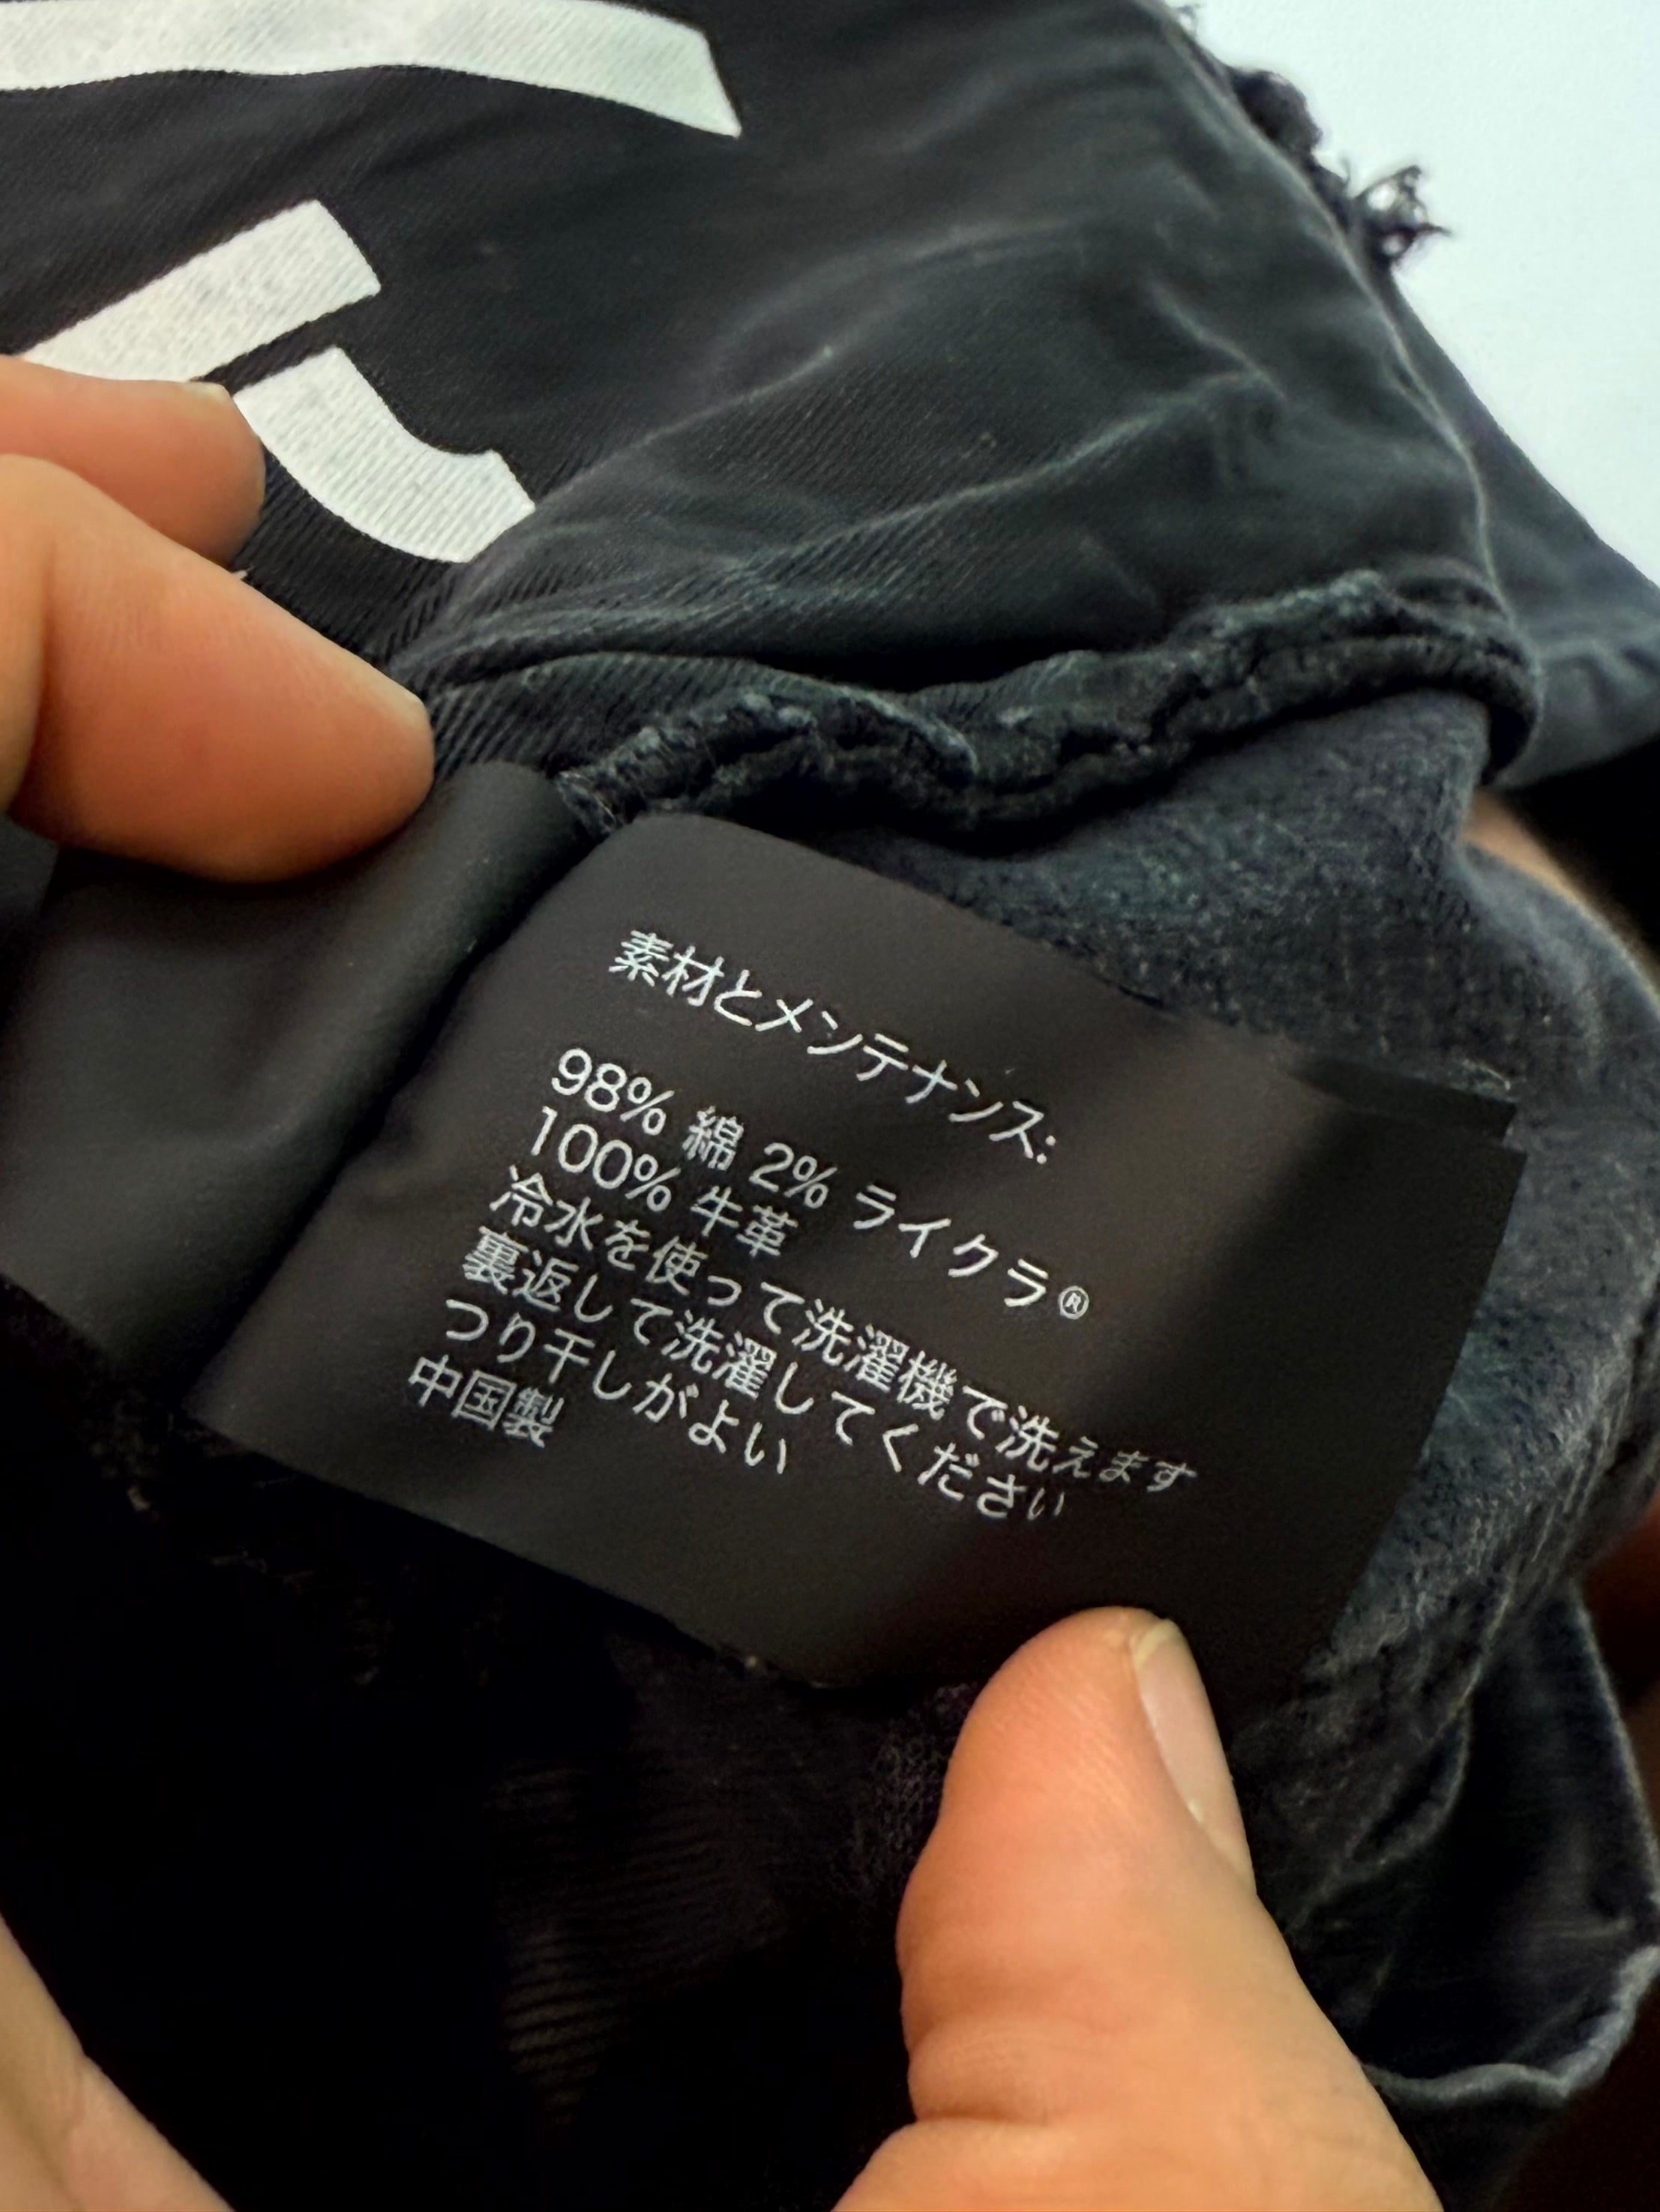 素材とメンテナンス:
98% 綿 2% ライクラ®
100% 牛革
冷水を使って洗濯機で洗えます
裏返して洗濯してください
つり干しがよい
中国製